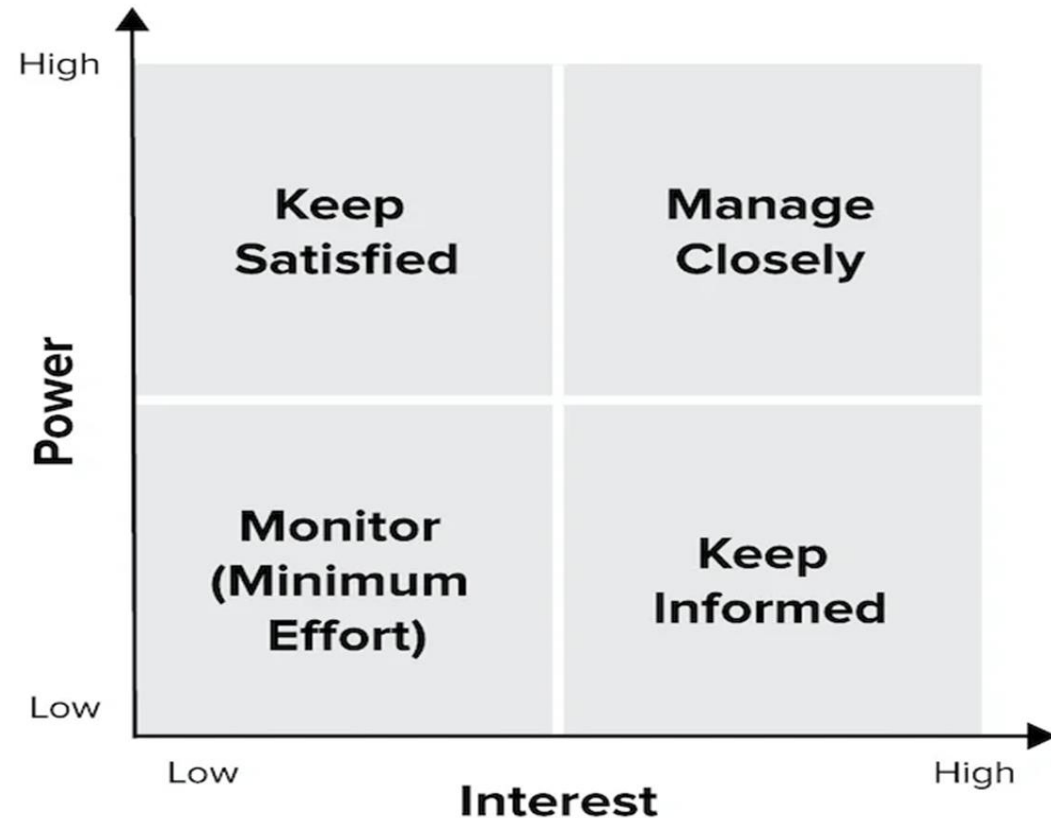 High
Keep
Satisfied
Manage
Closely
Power
Monitor
(Minimum
Effort)
Keep
Informed
Low
Low
High
Interest